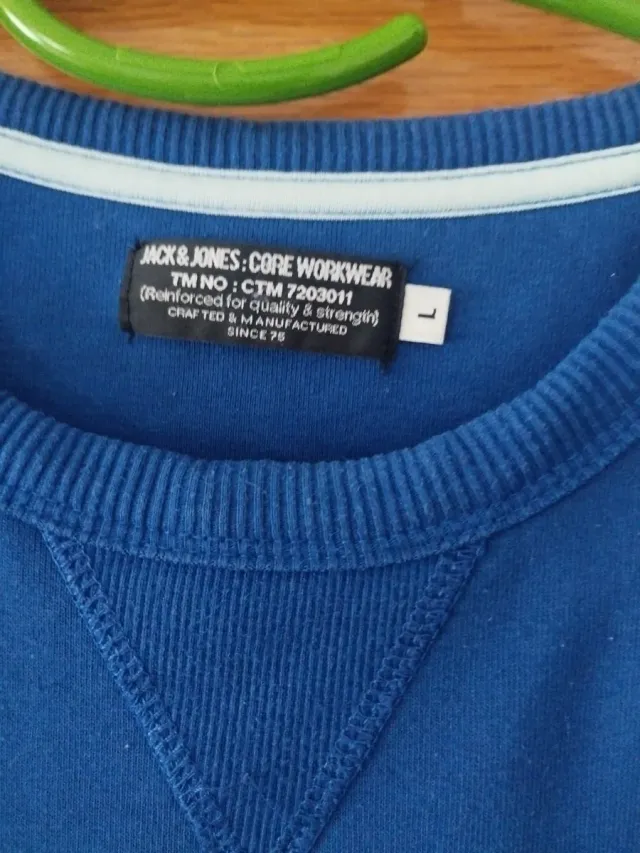 JACK & JONES : CORE WORKWEAR
TM NO : CTM 7203011
(Reinforced for quality & strength)
CRAFTED & MANUFACTURED
SINCE 75
L